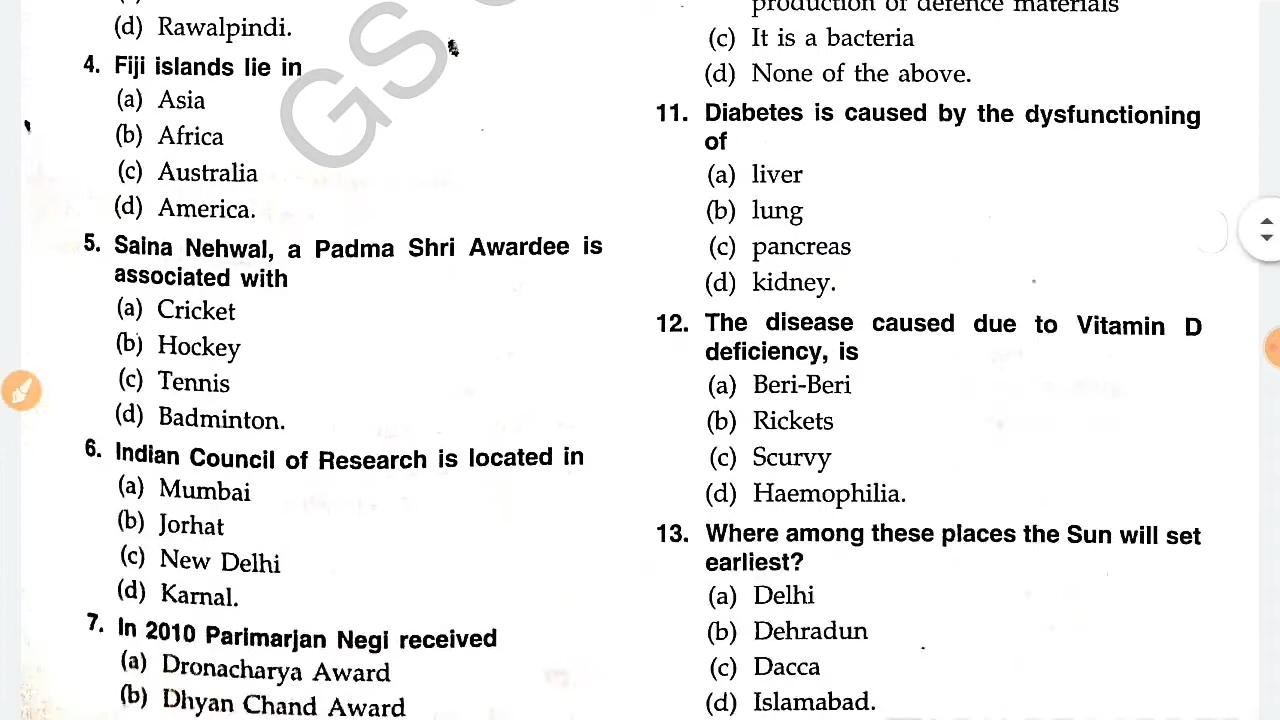 (d) Rawalpindi.
4. Fiji islands lie in
(a) Asia
(b) Africa
(c) Australia
(d) America.
5. Saina Nehwal, a Padma Shri Awardee is
associated with
(a) Cricket
(b) Hockey
(c) Tennis
(d) Badminton.
6. Indian Council of Research is located in
(a) Mumbai
(b) Jorhat
(c) New Delhi
(d) Karnal.
7. In 2010 Parimarjan Negi received
(a) Dronacharya Award
(b) Dhyan Chand Award
production of defence materials
(c) It is a bacteria
(d) None of the above.
11. Diabetes is caused by the dysfunctioning
of
(a) liver
(b) lung
(c) pancreas
(d) kidney.
12. The disease caused due to Vitamin D
deficiency, is
(a) Beri-Beri
(b) Rickets
(c) Scurvy
(d) Haemophilia.
13. Where among these places the Sun will set
earliest?
(a) Delhi
(b) Dehradun
(c) Dacca
(d) Islamabad.
GS